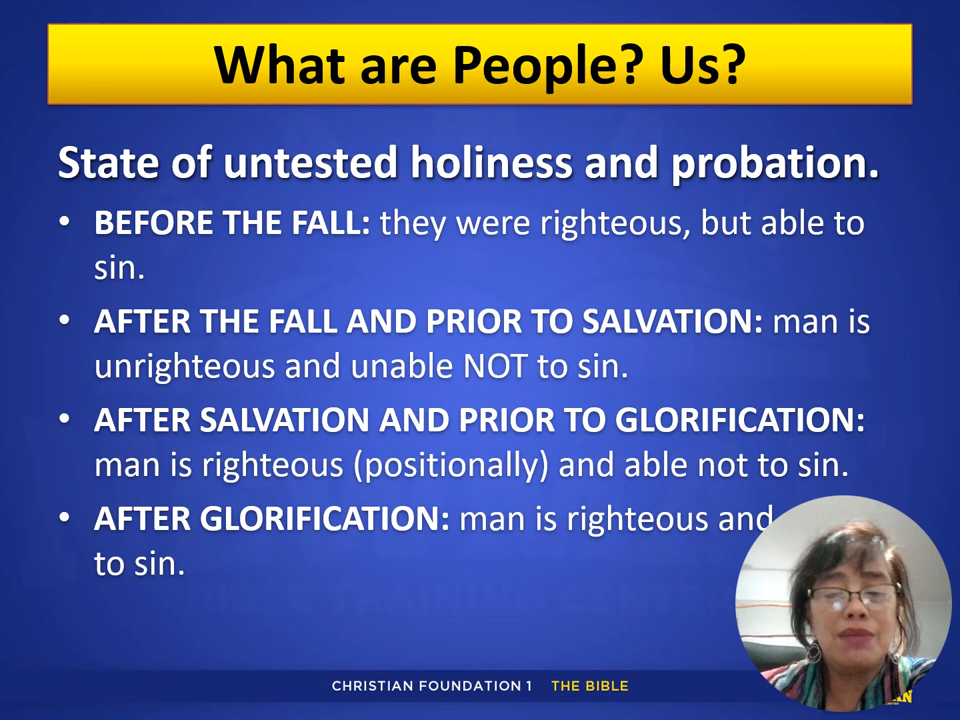 What are People? Us?
State of untested holiness and probation.
• BEFORE THE FALL: they were righteous, but able to
sin.
• AFTER THE FALL AND PRIOR TO SALVATION: man is
unrighteous and unable NOT to sin.
• AFTER SALVATION AND PRIOR TO GLORIFICATION:
man is righteous (positionally) and able not to sin.
• AFTER GLORIFICATION: man is righteous and
to sin.
CHRISTIAN FOUNDATION 1 THE BIBLE